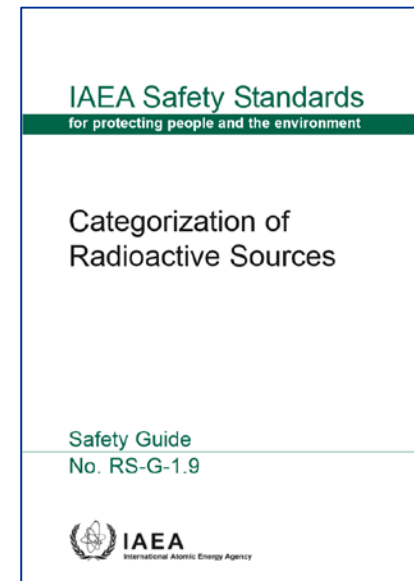 IAEA Safety Standards
for protecting people and the environment
Categorization of
Radioactive Sources
Safety Guide
No. RS-G-1.9
IAEA
International Atomic Energy Agency